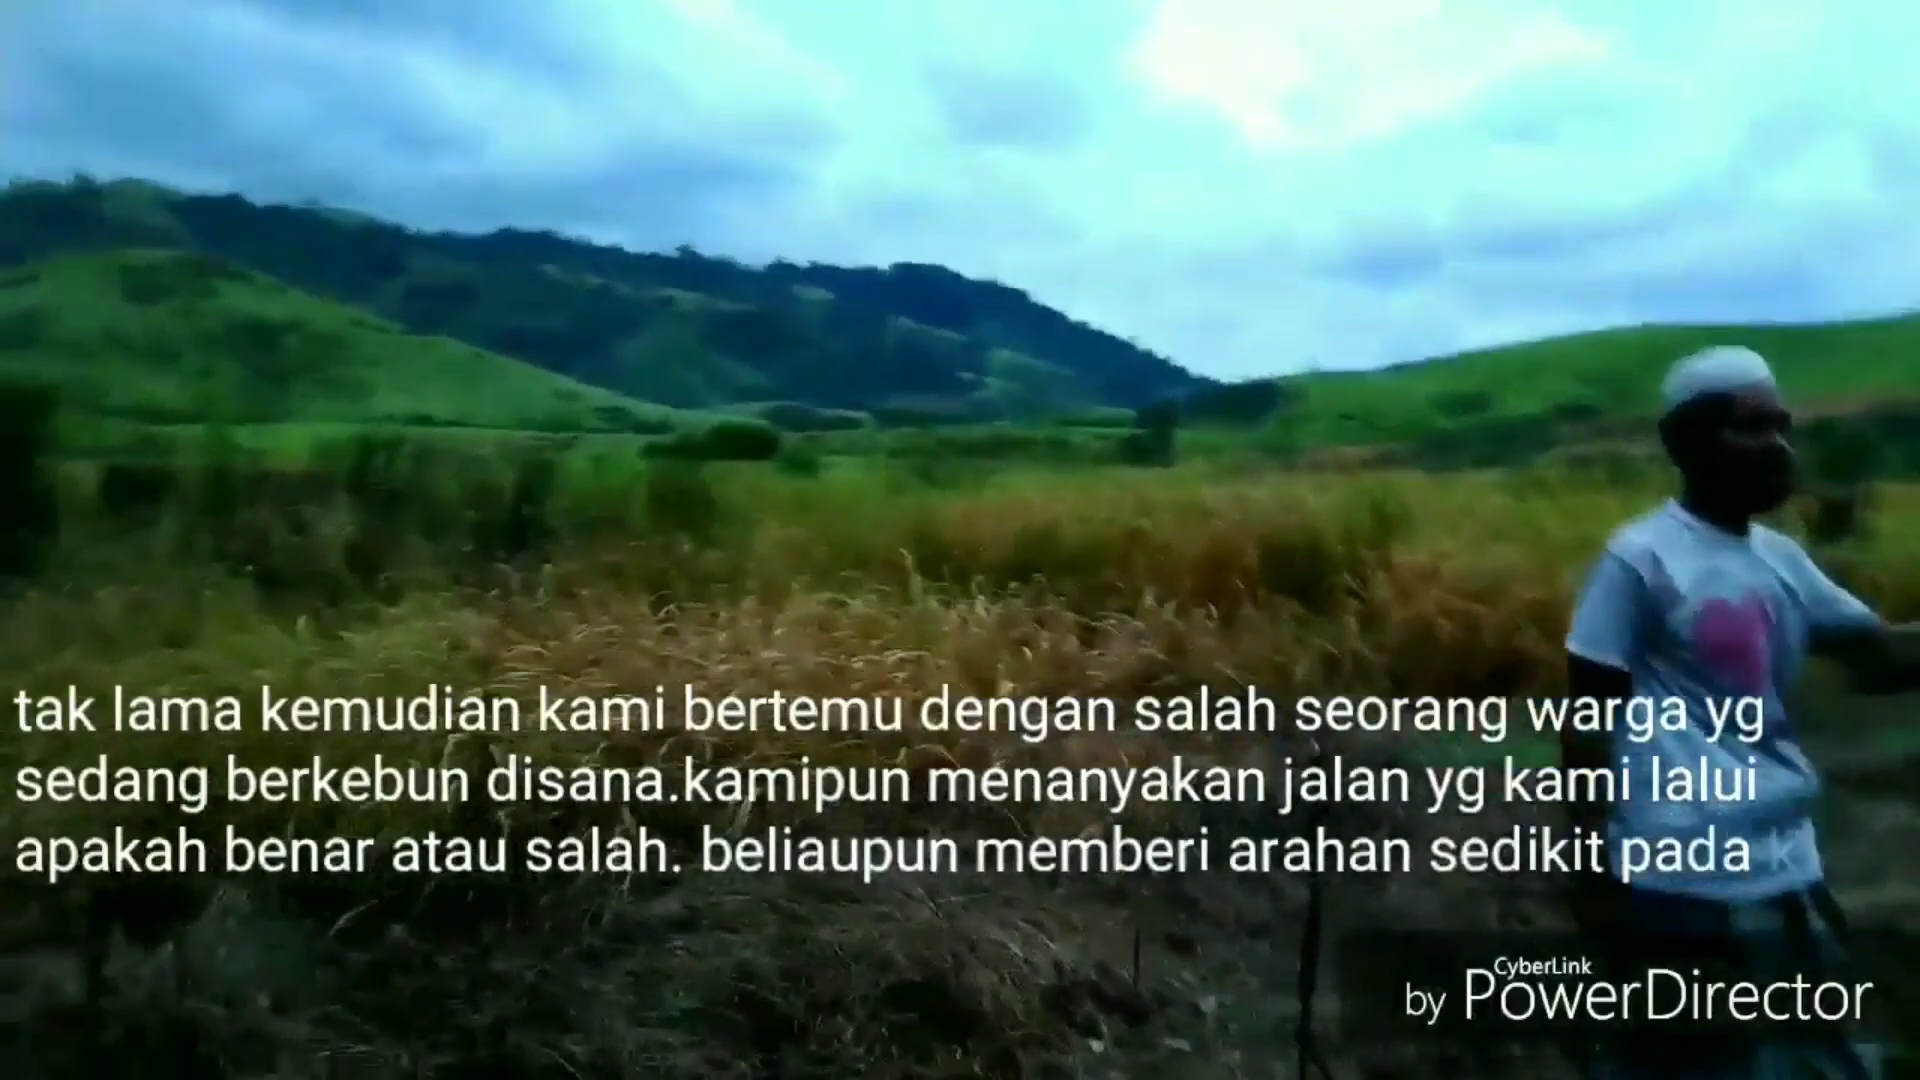 tak lama kemudian kami bertemu dengan salah seorang warga yg
sedang berkebun disana.kamipun menanyakan jalan yg kami lalui
apakah benar atau salah. beliaupun memberi arahan sedikit pada k
CyberLink
by PowerDirector